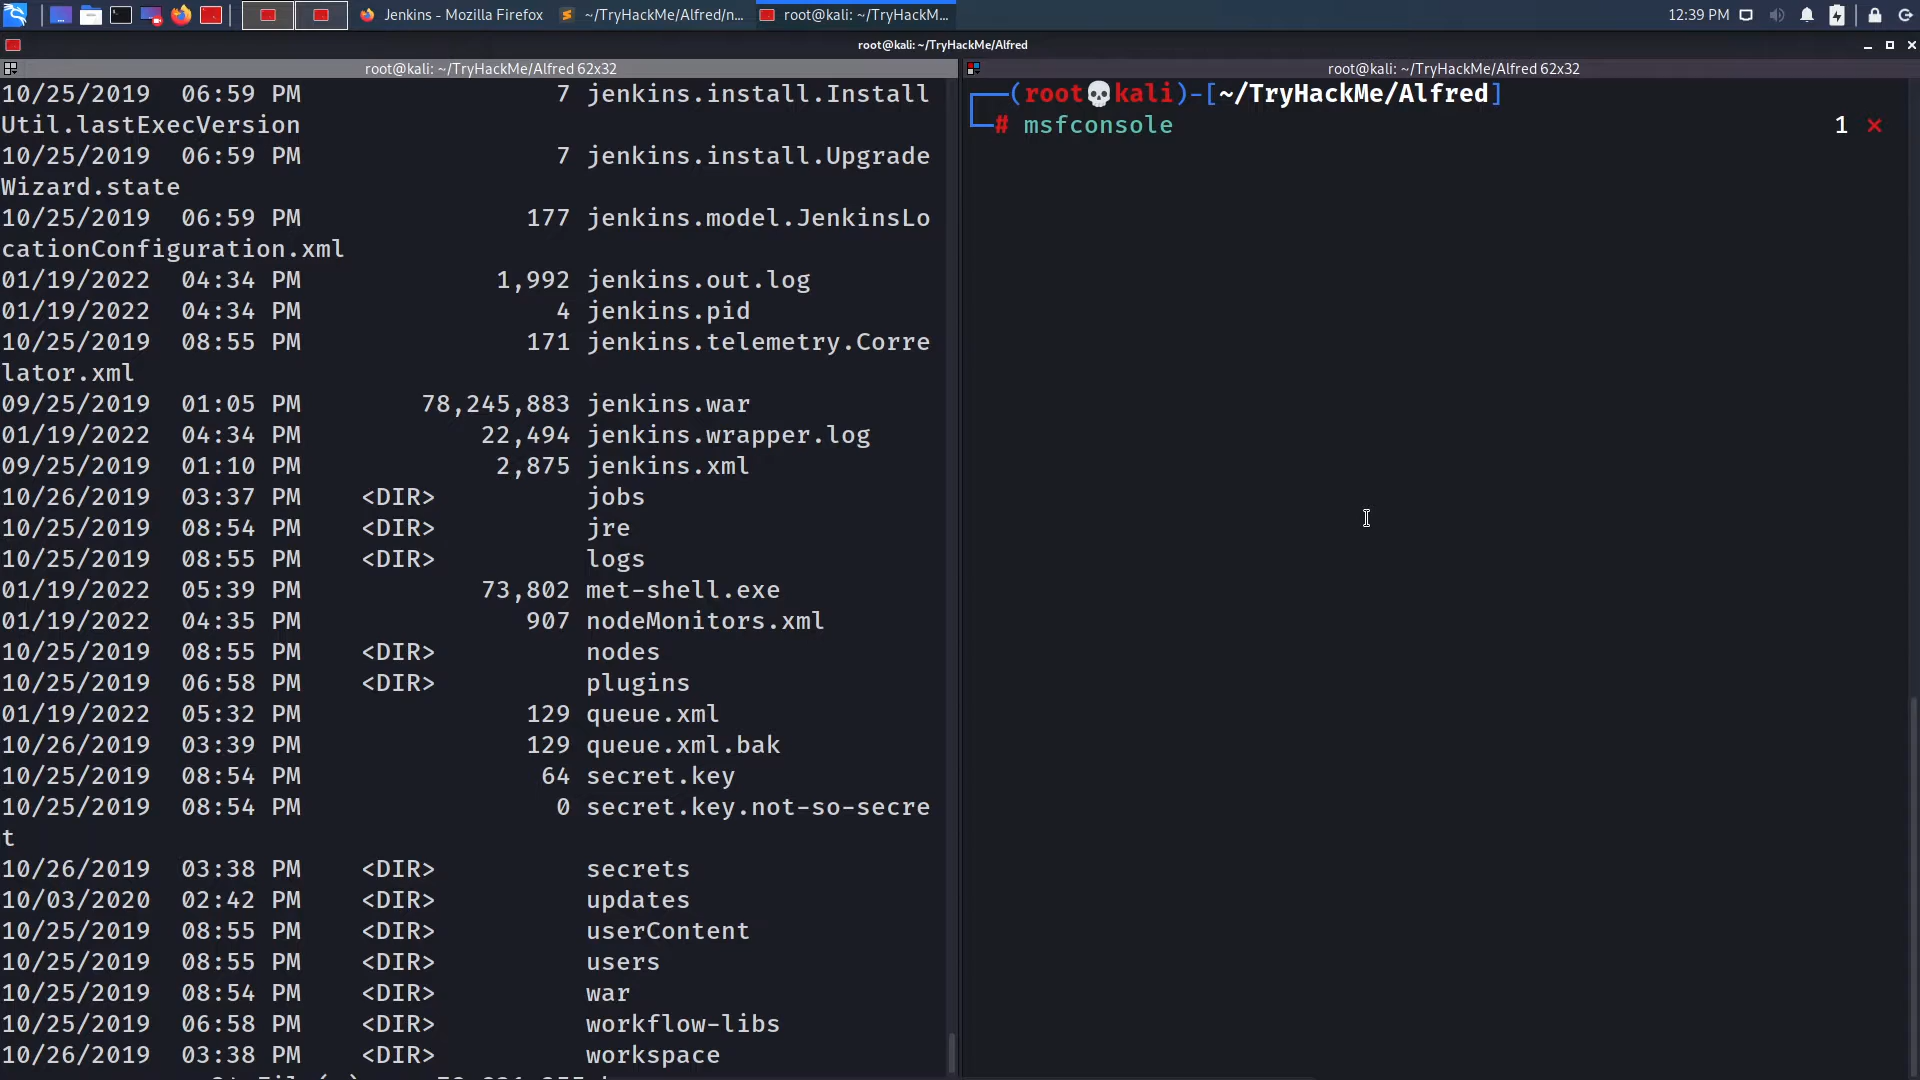 Jenkins - Mozilla Firefox
~/TryHackMe/Alfred/n...
root@kali: ~/TryHackM...
12:39 PM
root@kali: ~/TryHackMe/Alfred
root@kali: ~/TryHackMe/Alfred 62x32
10/25/2019  06:59 PM                 7 jenkins.install.Install
Util.lastExecVersion
10/25/2019  06:59 PM                 7 jenkins.install.Upgrade
Wizard.state
10/25/2019  06:59 PM               177 jenkins.model.JenkinsLo
cationConfiguration.xml
01/19/2022  04:34 PM             1,992 jenkins.out.log
01/19/2022  04:34 PM                 4 jenkins.pid
10/25/2019  08:55 PM               171 jenkins.telemetry.Corre
lator.xml
09/25/2019  01:05 PM        78,245,883 jenkins.war
01/19/2022  04:34 PM            22,494 jenkins.wrapper.log
09/25/2019  01:10 PM             2,875 jenkins.xml
10/26/2019  03:37 PM    <DIR>          jobs
10/25/2019  08:54 PM    <DIR>          jre
10/25/2019  08:55 PM    <DIR>          logs
01/19/2022  05:39 PM            73,802 met-shell.exe
01/19/2022  04:35 PM               907 nodeMonitors.xml
10/25/2019  08:55 PM    <DIR>          nodes
10/25/2019  06:58 PM    <DIR>          plugins
01/19/2022  05:32 PM               129 queue.xml
10/26/2019  03:39 PM               129 queue.xml.bak
10/25/2019  08:54 PM                64 secret.key
10/25/2019  08:54 PM                 0 secret.key.not-so-secre
t
10/26/2019  03:38 PM    <DIR>          secrets
10/03/2020  02:42 PM    <DIR>          updates
10/25/2019  08:55 PM    <DIR>          userContent
10/25/2019  08:55 PM    <DIR>          users
10/25/2019  08:54 PM    <DIR>          war
10/25/2019  06:58 PM    <DIR>          workflow-libs
10/26/2019  03:38 PM    <DIR>          workspace
root@kali: ~/TryHackMe/Alfred 62x32
┌──(root💀kali)-[~/TryHackMe/Alfred]
└─# msfconsole                                         1 ⨯